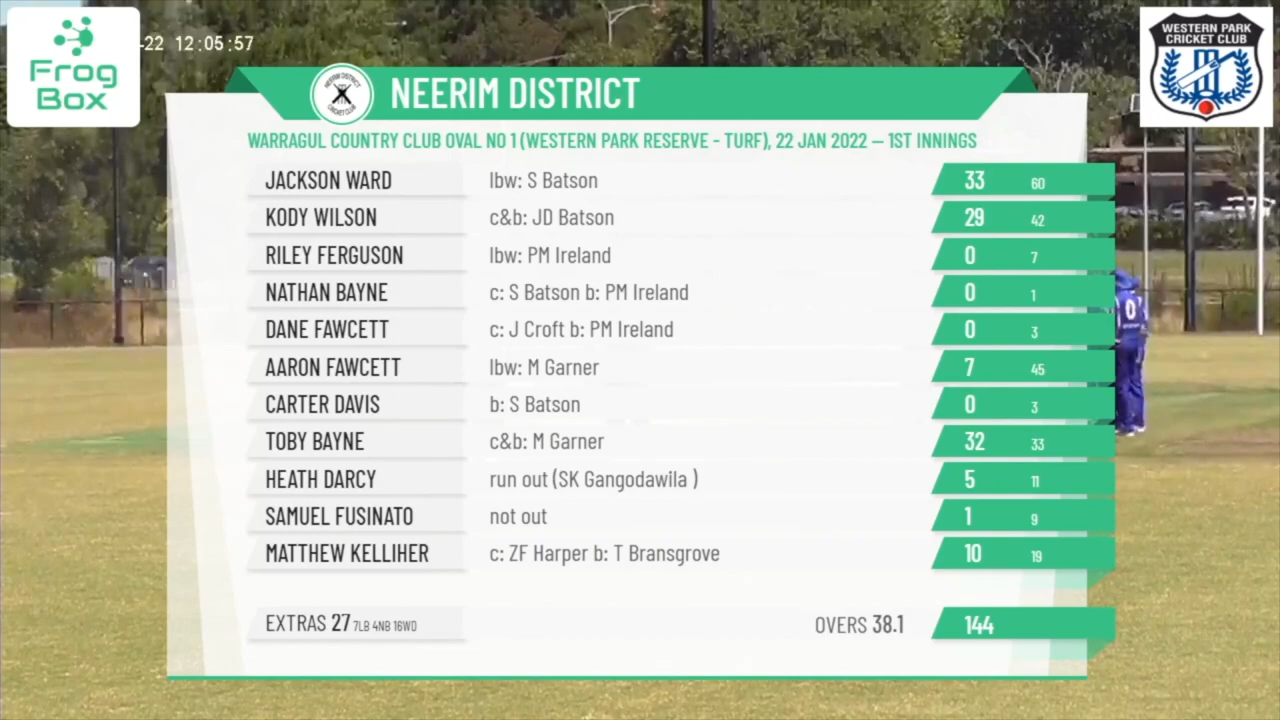 Frog
Box
-22 12:05:57
WESTERN PARK
CRICKET CLUB
NEERIM DISTRICT
WARRAGUL COUNTRY CLUB OVAL NO 1 (WESTERN PARK RESERVE - TURF), 22 JAN 2022 – 1ST INNINGS
JACKSON WARD lbw: S Batson 33 60
KODY WILSON c&b: JD Batson 29 42
RILEY FERGUSON lbw: PM Ireland 0 7
NATHAN BAYNE c: S Batson b: PM Ireland 0 1
DANE FAWCETT c: J Croft b: PM Ireland 0 3
AARON FAWCETT lbw: M Garner 7 45
CARTER DAVIS b: S Batson 0 3
TOBY BAYNE c&b: M Garner 32 33
HEATH DARCY run out (SK Gangodawila ) 5 11
SAMUEL FUSINATO not out 1 9
MATTHEW KELLIHER c: ZF Harper b: T Bransgrove 10 19
EXTRAS 27 7LB 4NB 16WD OVERS 38.1 144
0